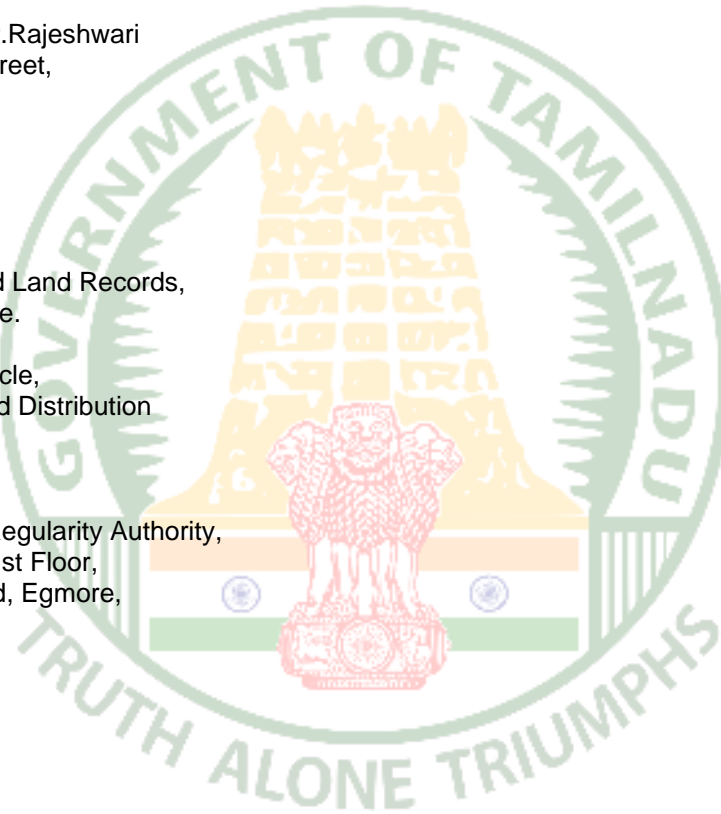 .Rajeshwari
reet,
d Land Records,
e.
cle,
d Distribution
egularity Authority,
st Floor,
d, Egmore,
GOVERNMENT OF TAMILNADU
TRUTH ALONE TRIUMPHS